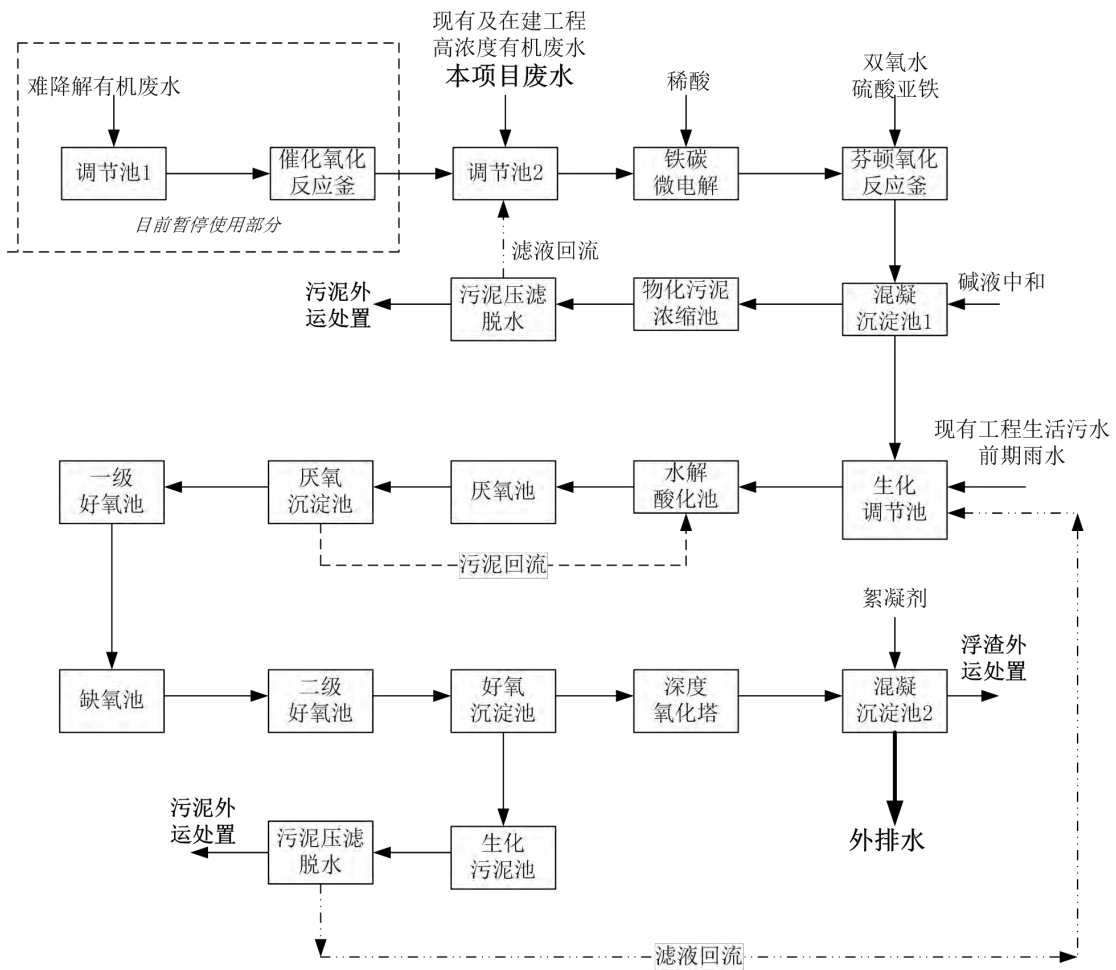 现有及在建工程
高浓度有机废水
本项目废水
难降解有机废水
稀酸
双氧水
硫酸亚铁
调节池1
催化氧化
反应釜
调节池2
铁碳
微电解
芬顿氧化
反应釜
目前暂停使用部分
滤液回流
污泥外
运处置
污泥压滤
脱水
物化污泥
浓缩池
混凝
沉淀池1
碱液中和
现有工程生活污水
前期雨水
一级
好氧池
厌氧
沉淀池
厌氧池
水解
酸化池
生化
调节池
污泥回流
絮凝剂
浮渣外
运处置
缺氧池
二级
好氧池
好氧
沉淀池
深度
氧化塔
混凝
沉淀池2
污泥外
运处置
污泥压滤
脱水
生化
污泥池
外排水
滤液回流